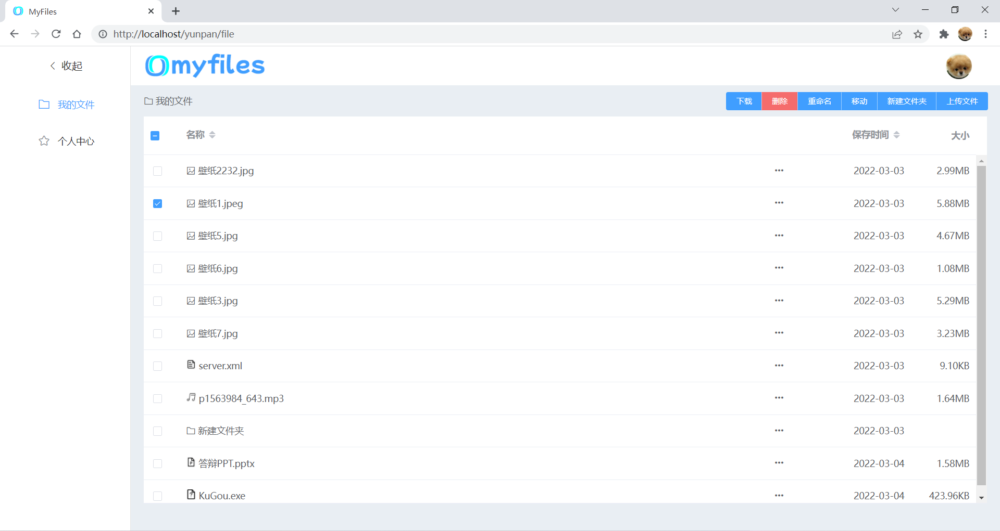 MyFiles
http://localhost/yunpan/file
收起
myfiles
我的文件
个人中心
我的文件
下载 删除 重命名 移动 新建文件夹 上传文件
名称 保存时间 大小
壁纸2232.jpg 2022-03-03 2.99MB
壁纸1.jpeg 2022-03-03 5.88MB
壁纸5.jpg 2022-03-03 4.67MB
壁纸6.jpg 2022-03-03 1.08MB
壁纸3.jpg 2022-03-03 5.29MB
壁纸7.jpg 2022-03-03 3.23MB
server.xml 2022-03-03 9.10KB
p1563984_643.mp3 2022-03-03 1.64MB
新建文件夹 2022-03-03
答辩PPT.pptx 2022-03-04 1.58MB
KuGou.exe 2022-03-04 423.96KB